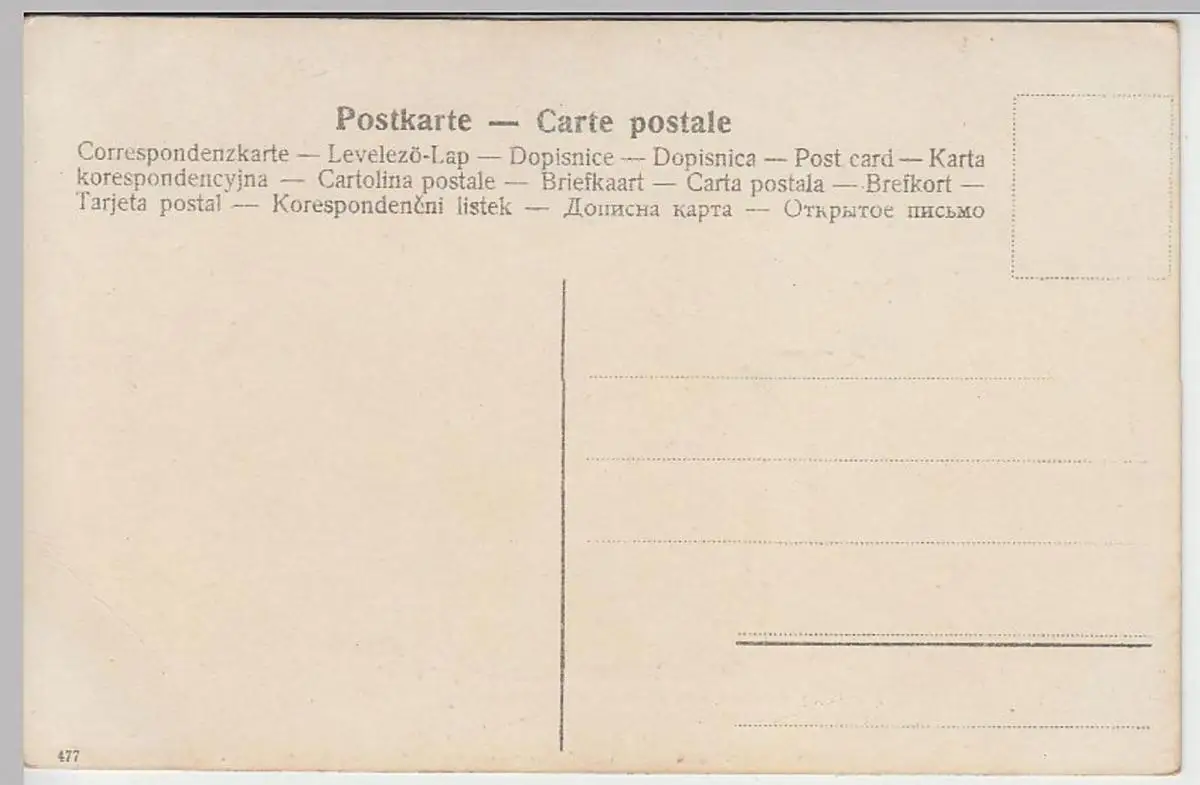 Postkarte — Carte postale
Correspondenzkarte — Levelező-Lap — Dopisnice — Dopisnica — Post card — Karta
korespondencyjna — Cartolina postale — Briefkaart — Carta postala — Brefkort —
Tarjeta postal — Korespondenčni listek — Дописна карта — Открытое письмо
477